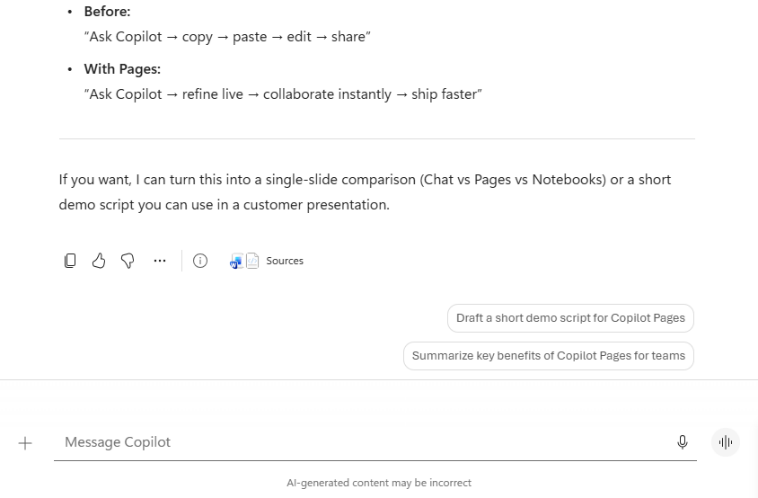 Before:
"Ask Copilot → copy → paste → edit → share"
With Pages:
"Ask Copilot → refine live → collaborate instantly → ship faster"
If you want, I can turn this into a single-slide comparison (Chat vs Pages vs Notebooks) or a short
demo script you can use in a customer presentation.
Sources
Draft a short demo script for Copilot Pages
Summarize key benefits of Copilot Pages for teams
Message Copilot
AI-generated content may be incorrect